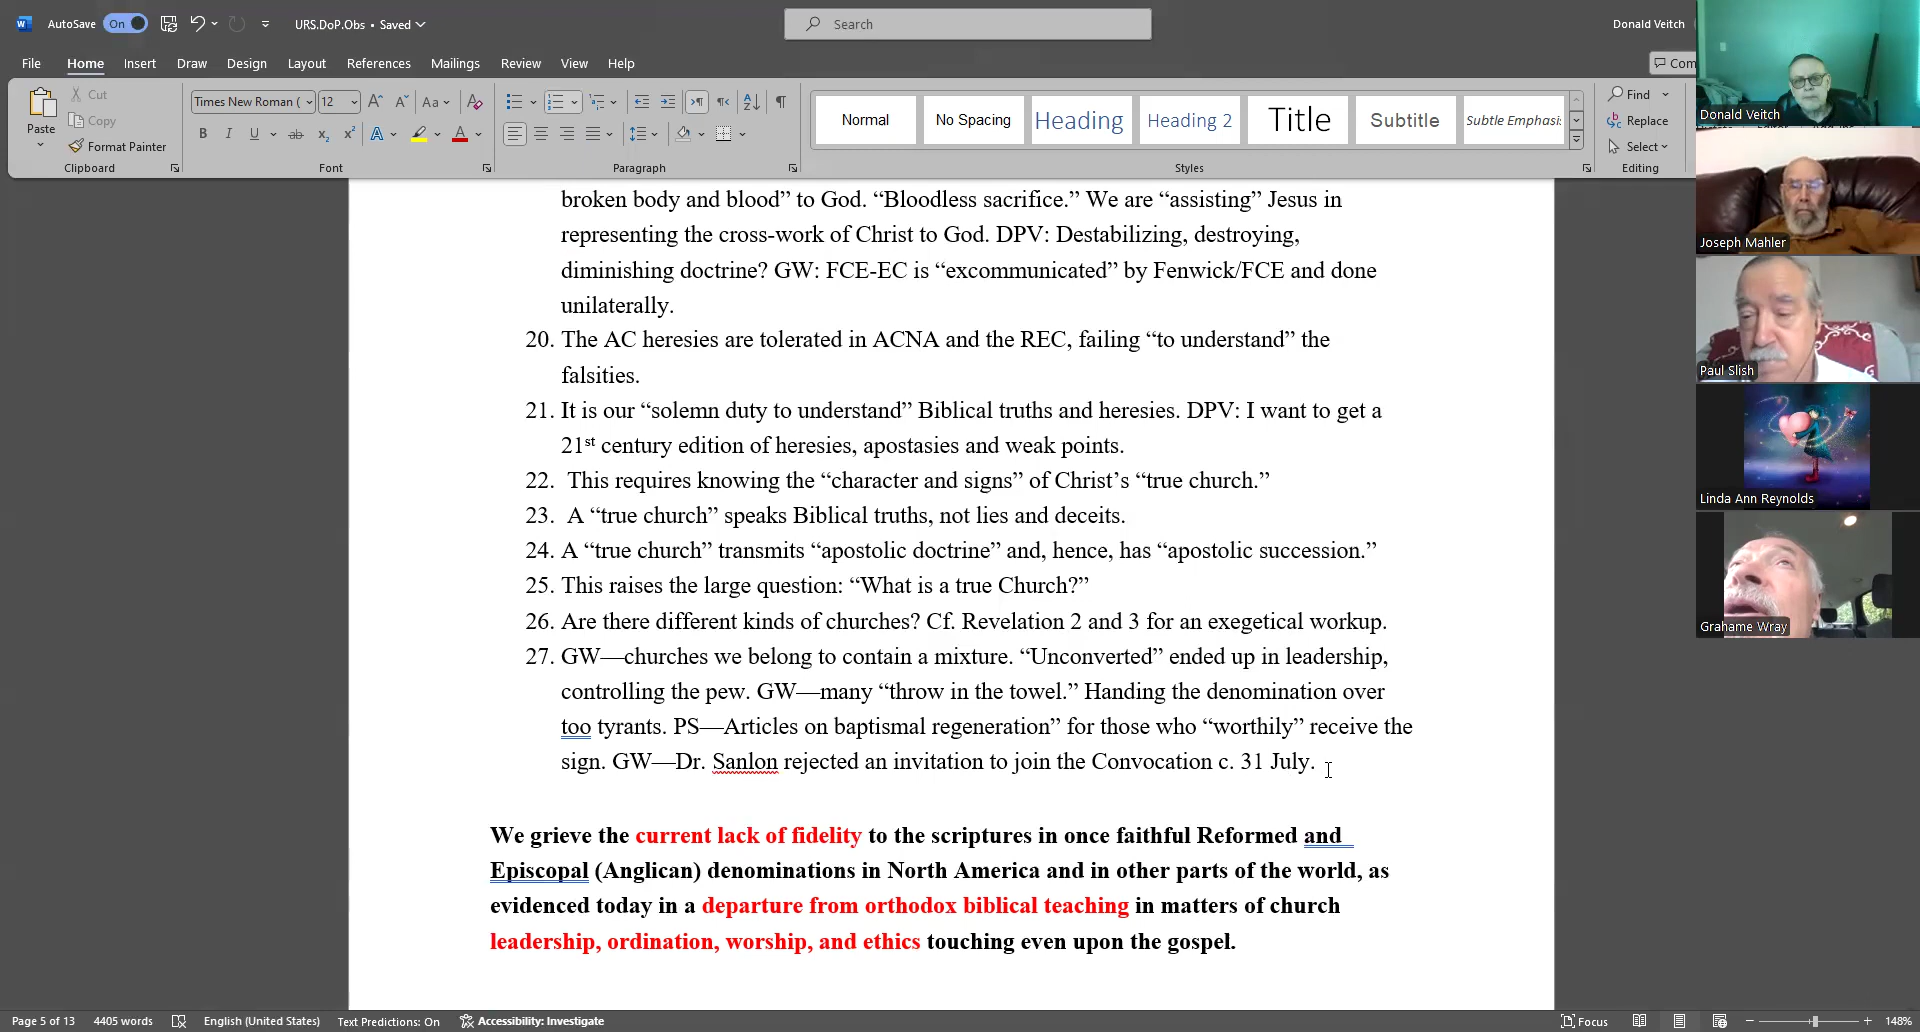 AutoSave On URS.DoP.Obs • Saved Search Donald Veitch
File Home Insert Draw Design Layout References Mailings Review View Help Com
Paste Cut Copy Format Painter
Clipboard
Times New Roman ( 12 Aa
B I U ab x₂ x² A A
Font
Paragraph
Normal No Spacing Heading Heading 2 Title Subtitle Subtle Emphasis
Styles
Find
Replace
Select
Editing
broken body and blood” to God. “Bloodless sacrifice.” We are “assisting” Jesus in
representing the cross-work of Christ to God. DPV: Destabilizing, destroying,
diminishing doctrine? GW: FCE-EC is “excommunicated” by Fenwick/FCE and done
unilaterally.
20. The AC heresies are tolerated in ACNA and the REC, failing “to understand” the
falsities.
21. It is our “solemn duty to understand” Biblical truths and heresies. DPV: I want to get a
21st century edition of heresies, apostasies and weak points.
22. This requires knowing the “character and signs” of Christ’s “true church.”
23. A “true church” speaks Biblical truths, not lies and deceits.
24. A “true church” transmits “apostolic doctrine” and, hence, has “apostolic succession.”
25. This raises the large question: “What is a true Church?”
26. Are there different kinds of churches? Cf. Revelation 2 and 3 for an exegetical workup.
27. GW—churches we belong to contain a mixture. “Unconverted” ended up in leadership,
controlling the pew. GW—many “throw in the towel.” Handing the denomination over
too tyrants. PS—Articles on baptismal regeneration” for those who “worthily” receive the
sign. GW—Dr. Sanlon rejected an invitation to join the Convocation c. 31 July.
We grieve the current lack of fidelity to the scriptures in once faithful Reformed and
Episcopal (Anglican) denominations in North America and in other parts of the world, as
evidenced today in a departure from orthodox biblical teaching in matters of church
leadership, ordination, worship, and ethics touching even upon the gospel.
Donald Veitch
Joseph Mahler
Paul Slish
Linda Ann Reynolds
Grahame Wray
Page 5 of 13 4405 words English (United States) Text Predictions: On Accessibility: Investigate Focus 148%